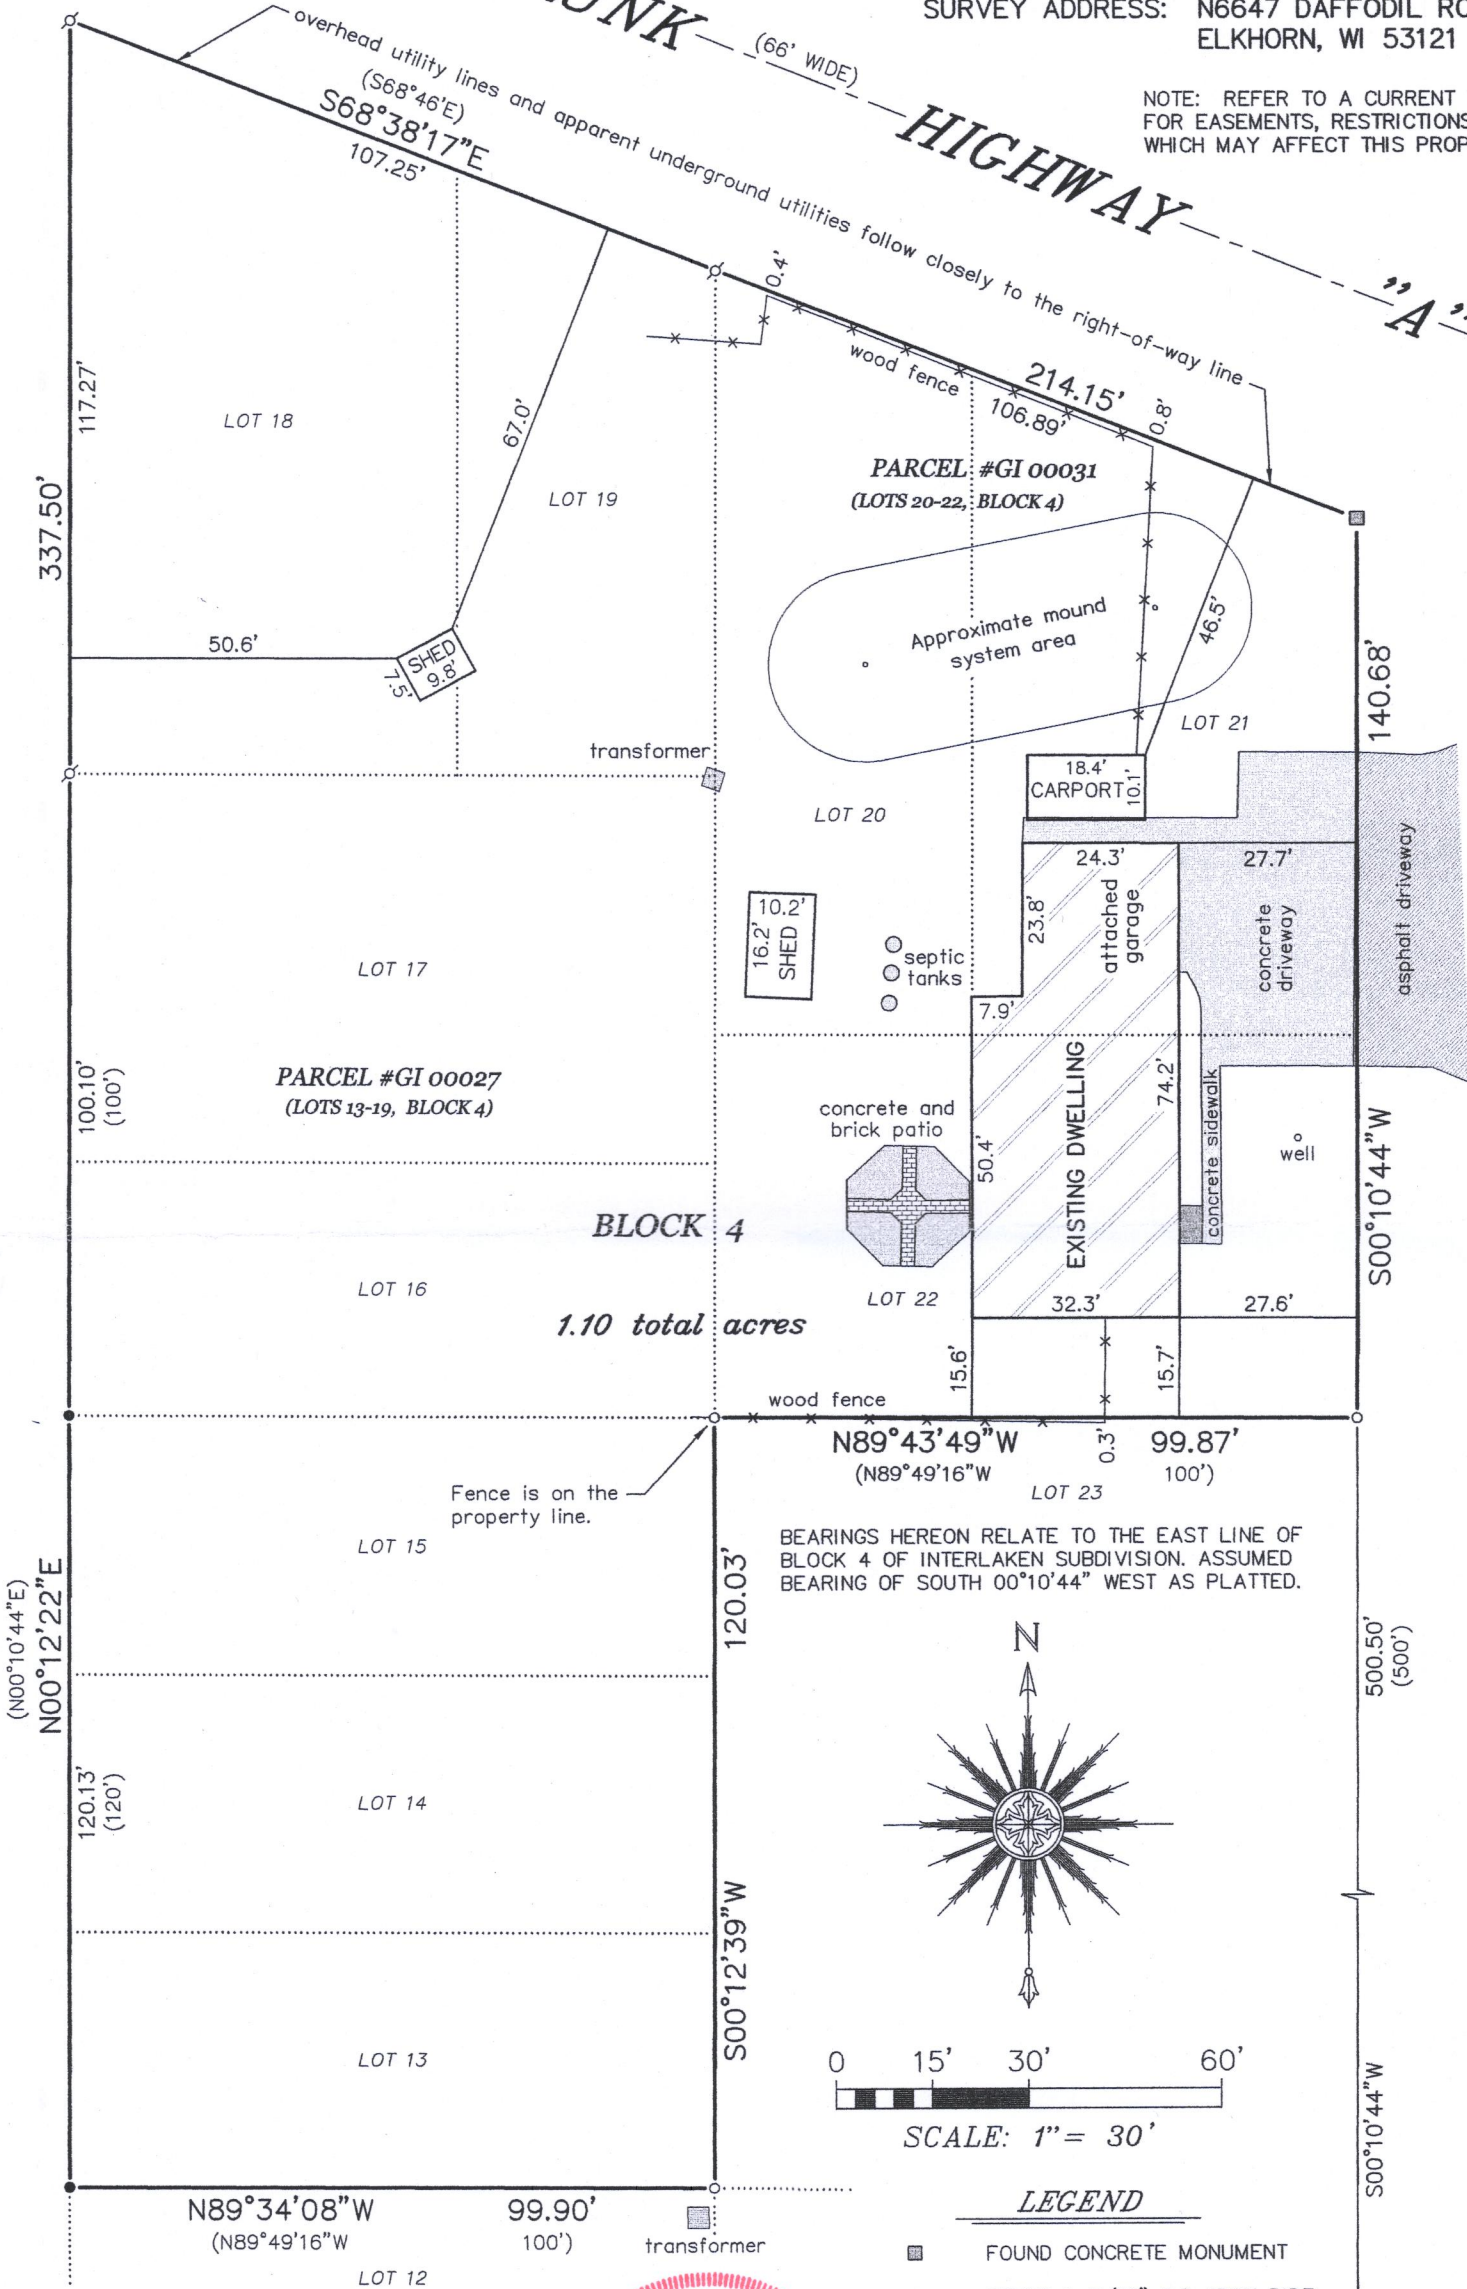 SURVEY ADDRESS: N6647 DAFFODIL
ELKHORN, WI 53121
(66' WIDE)
HIGHWAY
"A"
overhead utility lines and apparent underground utilities follow closely to the right-of-way line
(S68°46'E)
S68°38'17"E
107.25'
NOTE: REFER TO A CURRENT
FOR EASEMENTS, RESTRICTIONS
WHICH MAY AFFECT THIS
0.4'
wood fence
214.15'
106.89'
0.8'
117.27'
337.50'
LOT 18
67.0'
LOT 19
PARCEL #GI 00031
(LOTS 20-22, BLOCK 4)
Approximate mound
system area
46.5'
50.6'
SHED
9.8'
7.5'
140.68'
LOT 21
transformer
18.4'
CARPORT
10.1'
LOT 20
24.3'
27.7'
23.8'
attached
garage
concrete
driveway
asphalt driveway
10.2'
16.2'
SHED
septic
tanks
7.9'
LOT 17
PARCEL #GI 00027
(LOTS 13-19, BLOCK 4)
100.10'
(100')
concrete and
brick patio
50.4'
EXISTING DWELLING
74.2'
concrete sidewalk
well
S00°10'44"W
BLOCK 4
LOT 16
LOT 22
1.10 total acres
32.3'
27.6'
15.6'
15.7'
wood fence
N89°43'49"W 99.87'
(N89°49'16"W 100')
0.3'
LOT 23
Fence is on the
property line.
LOT 15
BEARINGS HEREON RELATE TO THE EAST LINE OF
BLOCK 4 OF INTERLAKEN SUBDIVISION. ASSUMED
BEARING OF SOUTH 00°10'44" WEST AS PLATTED.
(N00°10'44"E)
N00°12'22"E
120.03'
N
500.50'
(500')
120.13'
(120')
LOT 14
S00°12'39"W
LOT 13
0 15' 30' 60'
SCALE: 1"= 30'
S00°10'44"W
N89°34'08"W 99.90'
(N89°49'16"W 100')
transformer
LOT 12
LEGEND
FOUND CONCRETE MONUMENT